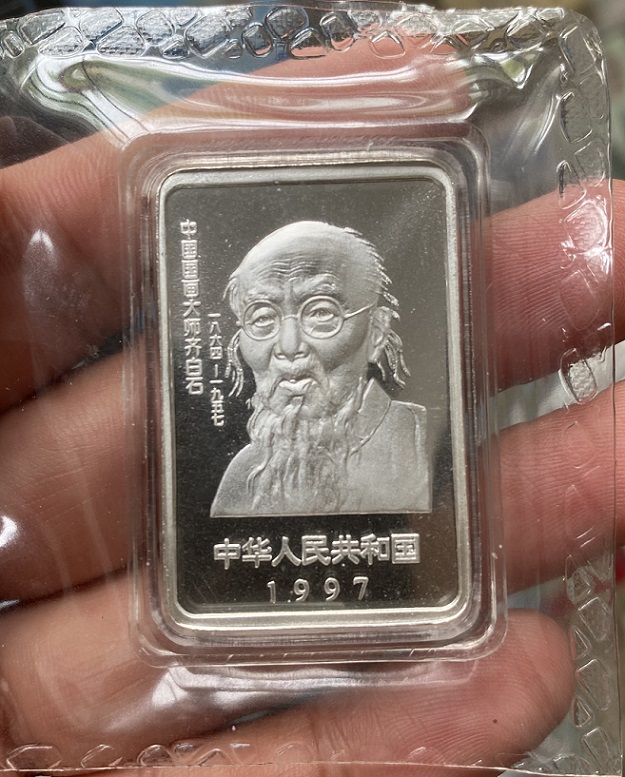 中国国画大师齐白石
一八六四-一九五七
中华人民共和国
1997